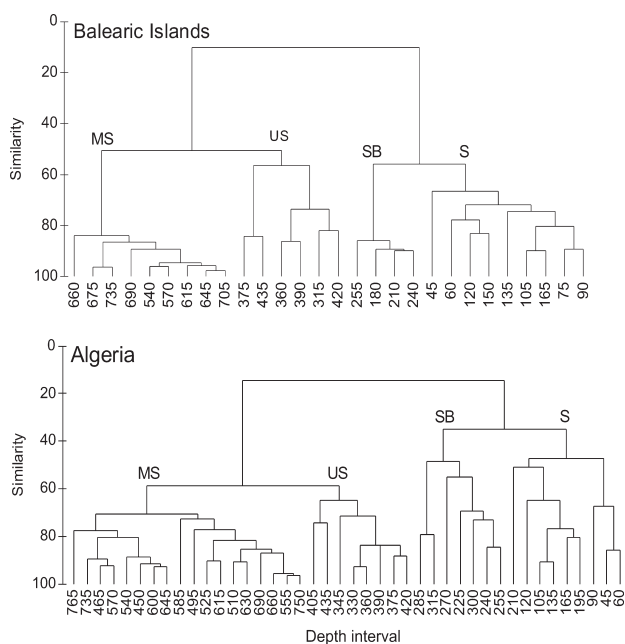 Balearic Islands
0
20
40
60
80
100
Similarity
MS
US
SB
S
660 675 735 690 540 570 615 645 705 375 435 360 390 315 420 255 180 210 240 45 60 120 150 135 105 165 75 90
Algeria
0
20
40
60
80
100
Similarity
MS
US
SB
S
765 735 465 570 540 450 600 645 585 495 525 615 510 630 690 660 555 750 405 435 345 330 360 390 375 420 285 315 270 225 300 240 255 210 120 105 135 165 195 90 45 60
Depth interval